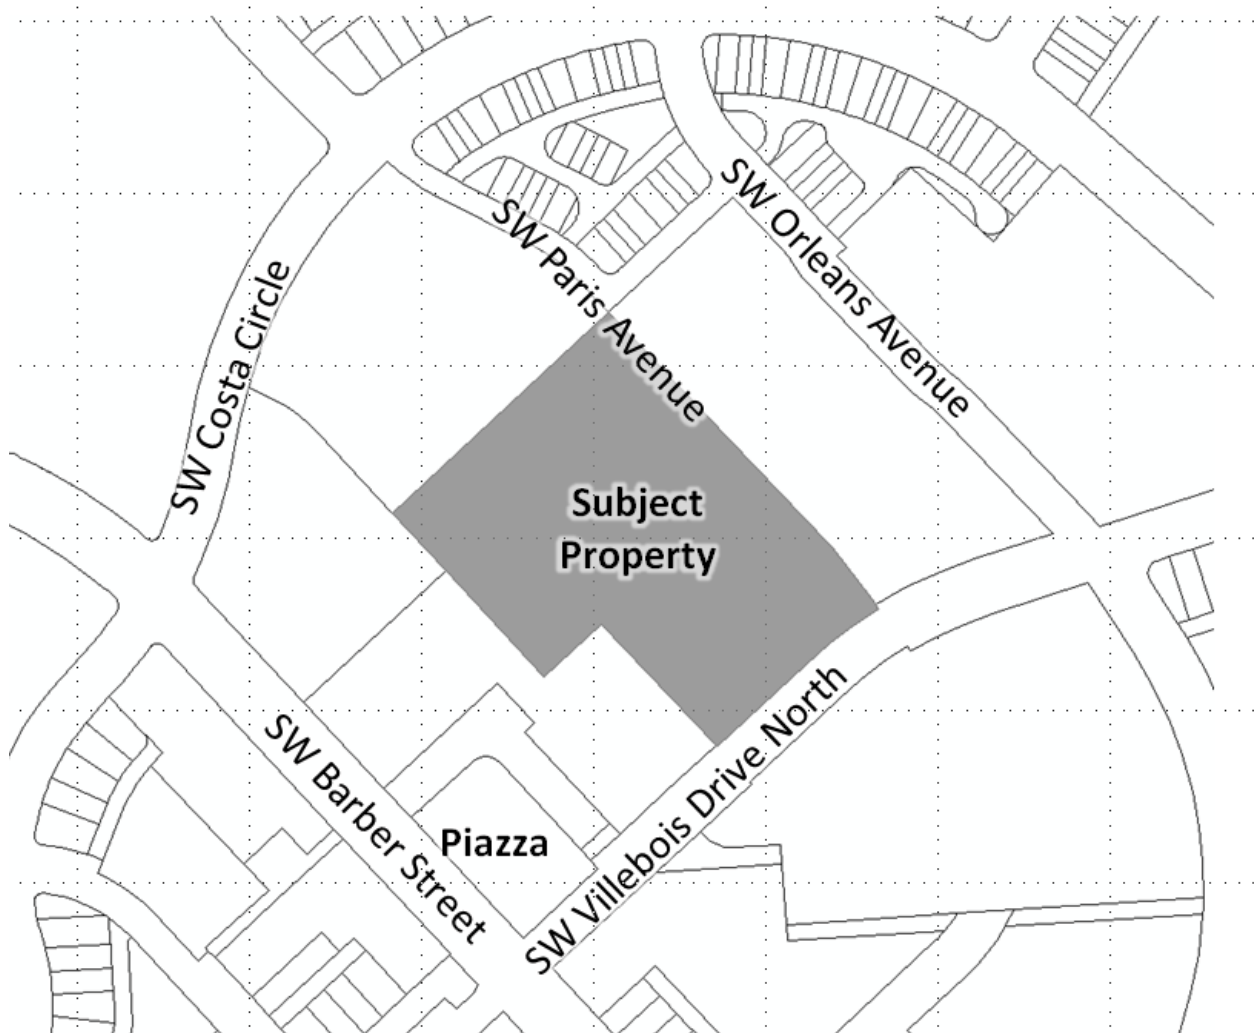 SW Orleans Avenue
SW Paris Avenue
SW Costa Circle
Subject
Property
SW Barber Street
Piazza
SW Villebois Drive North